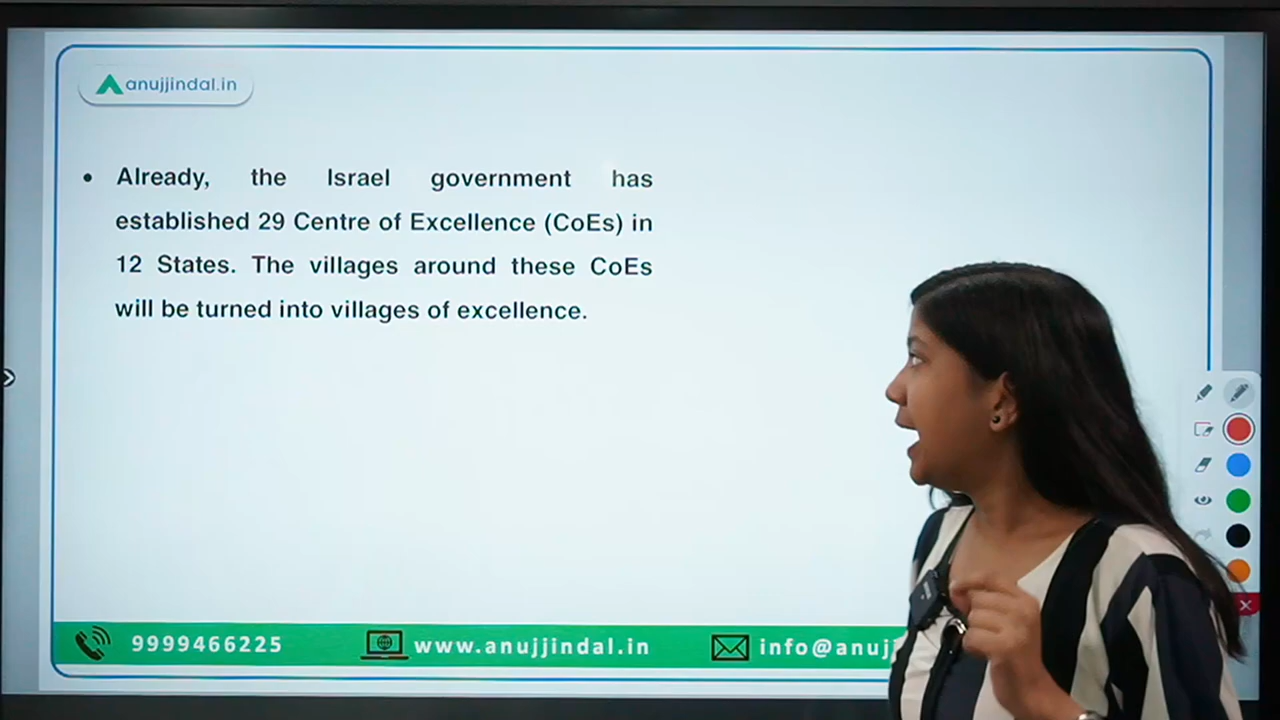 anujjindal.in
• Already, the Israel government has
established 29 Centre of Excellence (CoEs) in
12 States. The villages around these CoEs
will be turned into villages of excellence.
9999466225 www.anujjindal.in info@anujj